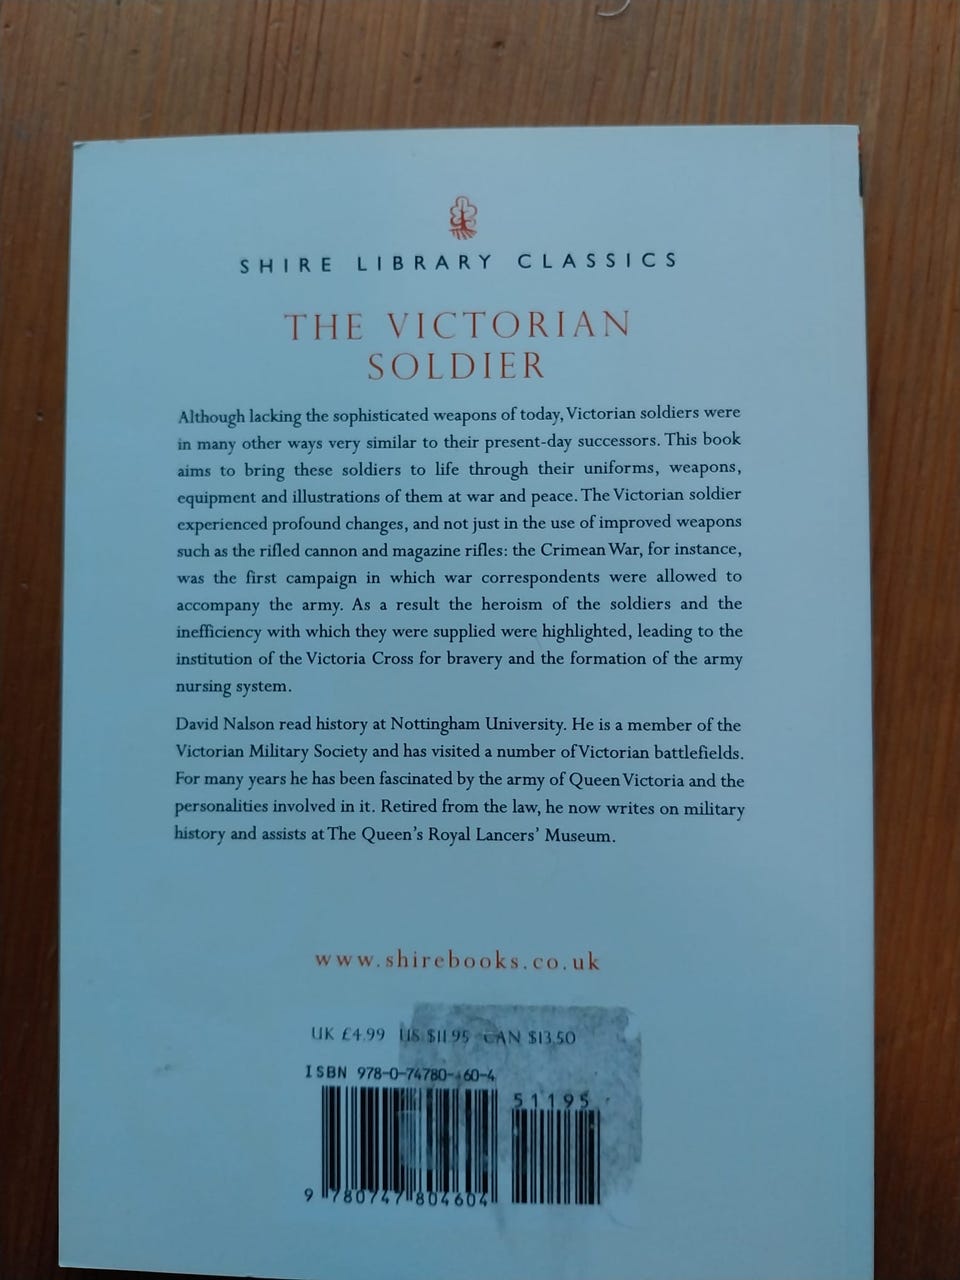 SHIRE LIBRARY CLASSICS
THE VICTORIAN
SOLDIER
Although lacking the sophisticated weapons of today, Victorian soldiers were
in many other ways very similar to their present-day successors. This book
aims to bring these soldiers to life through their uniforms, weapons,
equipment and illustrations of them at war and peace. The Victorian soldier
experienced profound changes, and not just in the use of improved weapons
such as the rifled cannon and magazine rifles: the Crimean War, for instance,
was the first campaign in which war correspondents were allowed to
accompany the army. As a result the heroism of the soldiers and the
inefficiency with which they were supplied were highlighted, leading to the
institution of the Victoria Cross for bravery and the formation of the army
nursing system.
David Nalson read history at Nottingham University. He is a member of the
Victorian Military Society and has visited a number of Victorian battlefields.
For many years he has been fascinated by the army of Queen Victoria and the
personalities involved in it. Retired from the law, he now writes on military
history and assists at The Queen's Royal Lancers' Museum.
www.shirebooks.co.uk
UK £4.99 US $11.95 CAN $13.50
ISBN 978-0-74780-460-4
51195
9 780747 804604